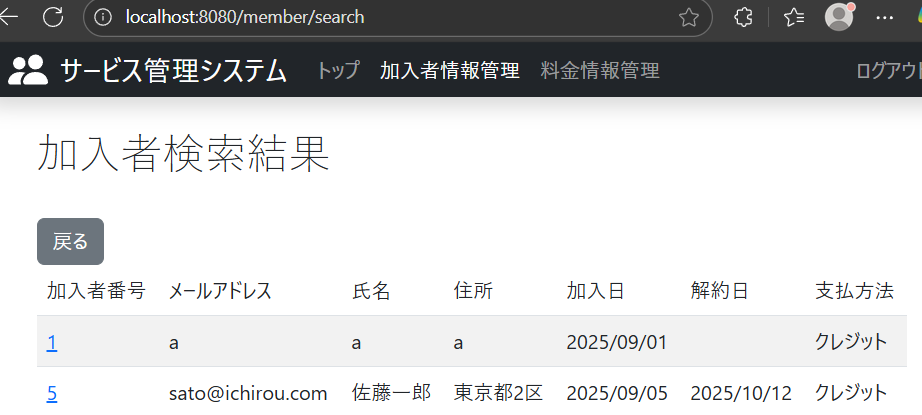 localhost:8080/member/search
サービス管理システム トップ 加入者情報管理 料金情報管理 ログアウ
加入者検索結果
戻る
加入者番号 メールアドレス 氏名 住所 加入日 解約日 支払方法
1 a a a 2025/09/01 クレジット
5 sato@ichirou.com 佐藤一郎 東京都2区 2025/09/05 2025/10/12 クレジット